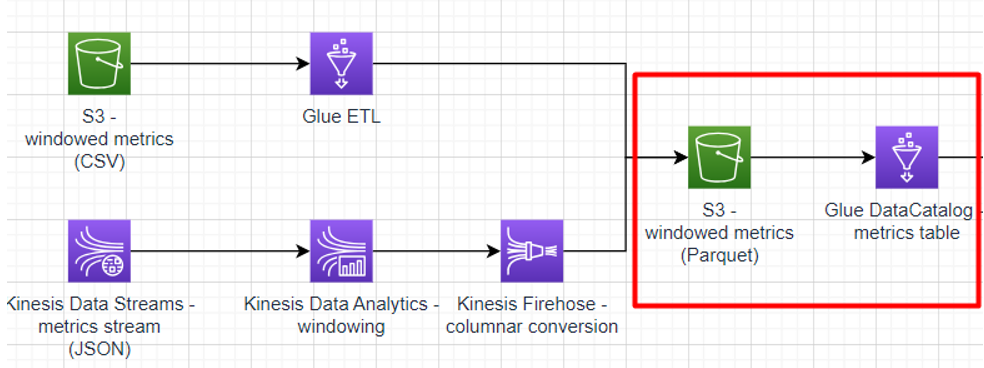 S3 -
windowed metrics
(CSV)
Glue ETL
S3 -
windowed metrics
(Parquet)
Glue DataCatalog -
metrics table
Kinesis Data Streams -
metrics stream
(JSON)
Kinesis Data Analytics -
windowing
Kinesis Firehose -
columnar conversion